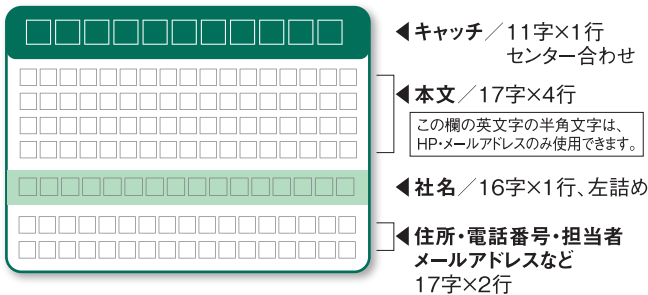 ◀キャッチ／11字×1行
センター合わせ
◀本文／17字×4行
この欄の英文字の半角文字は、
HP・メールアドレスのみ使用できます。
◀社名／16字×1行、左詰め
◀住所・電話番号・担当者
メールアドレスなど
17字×2行